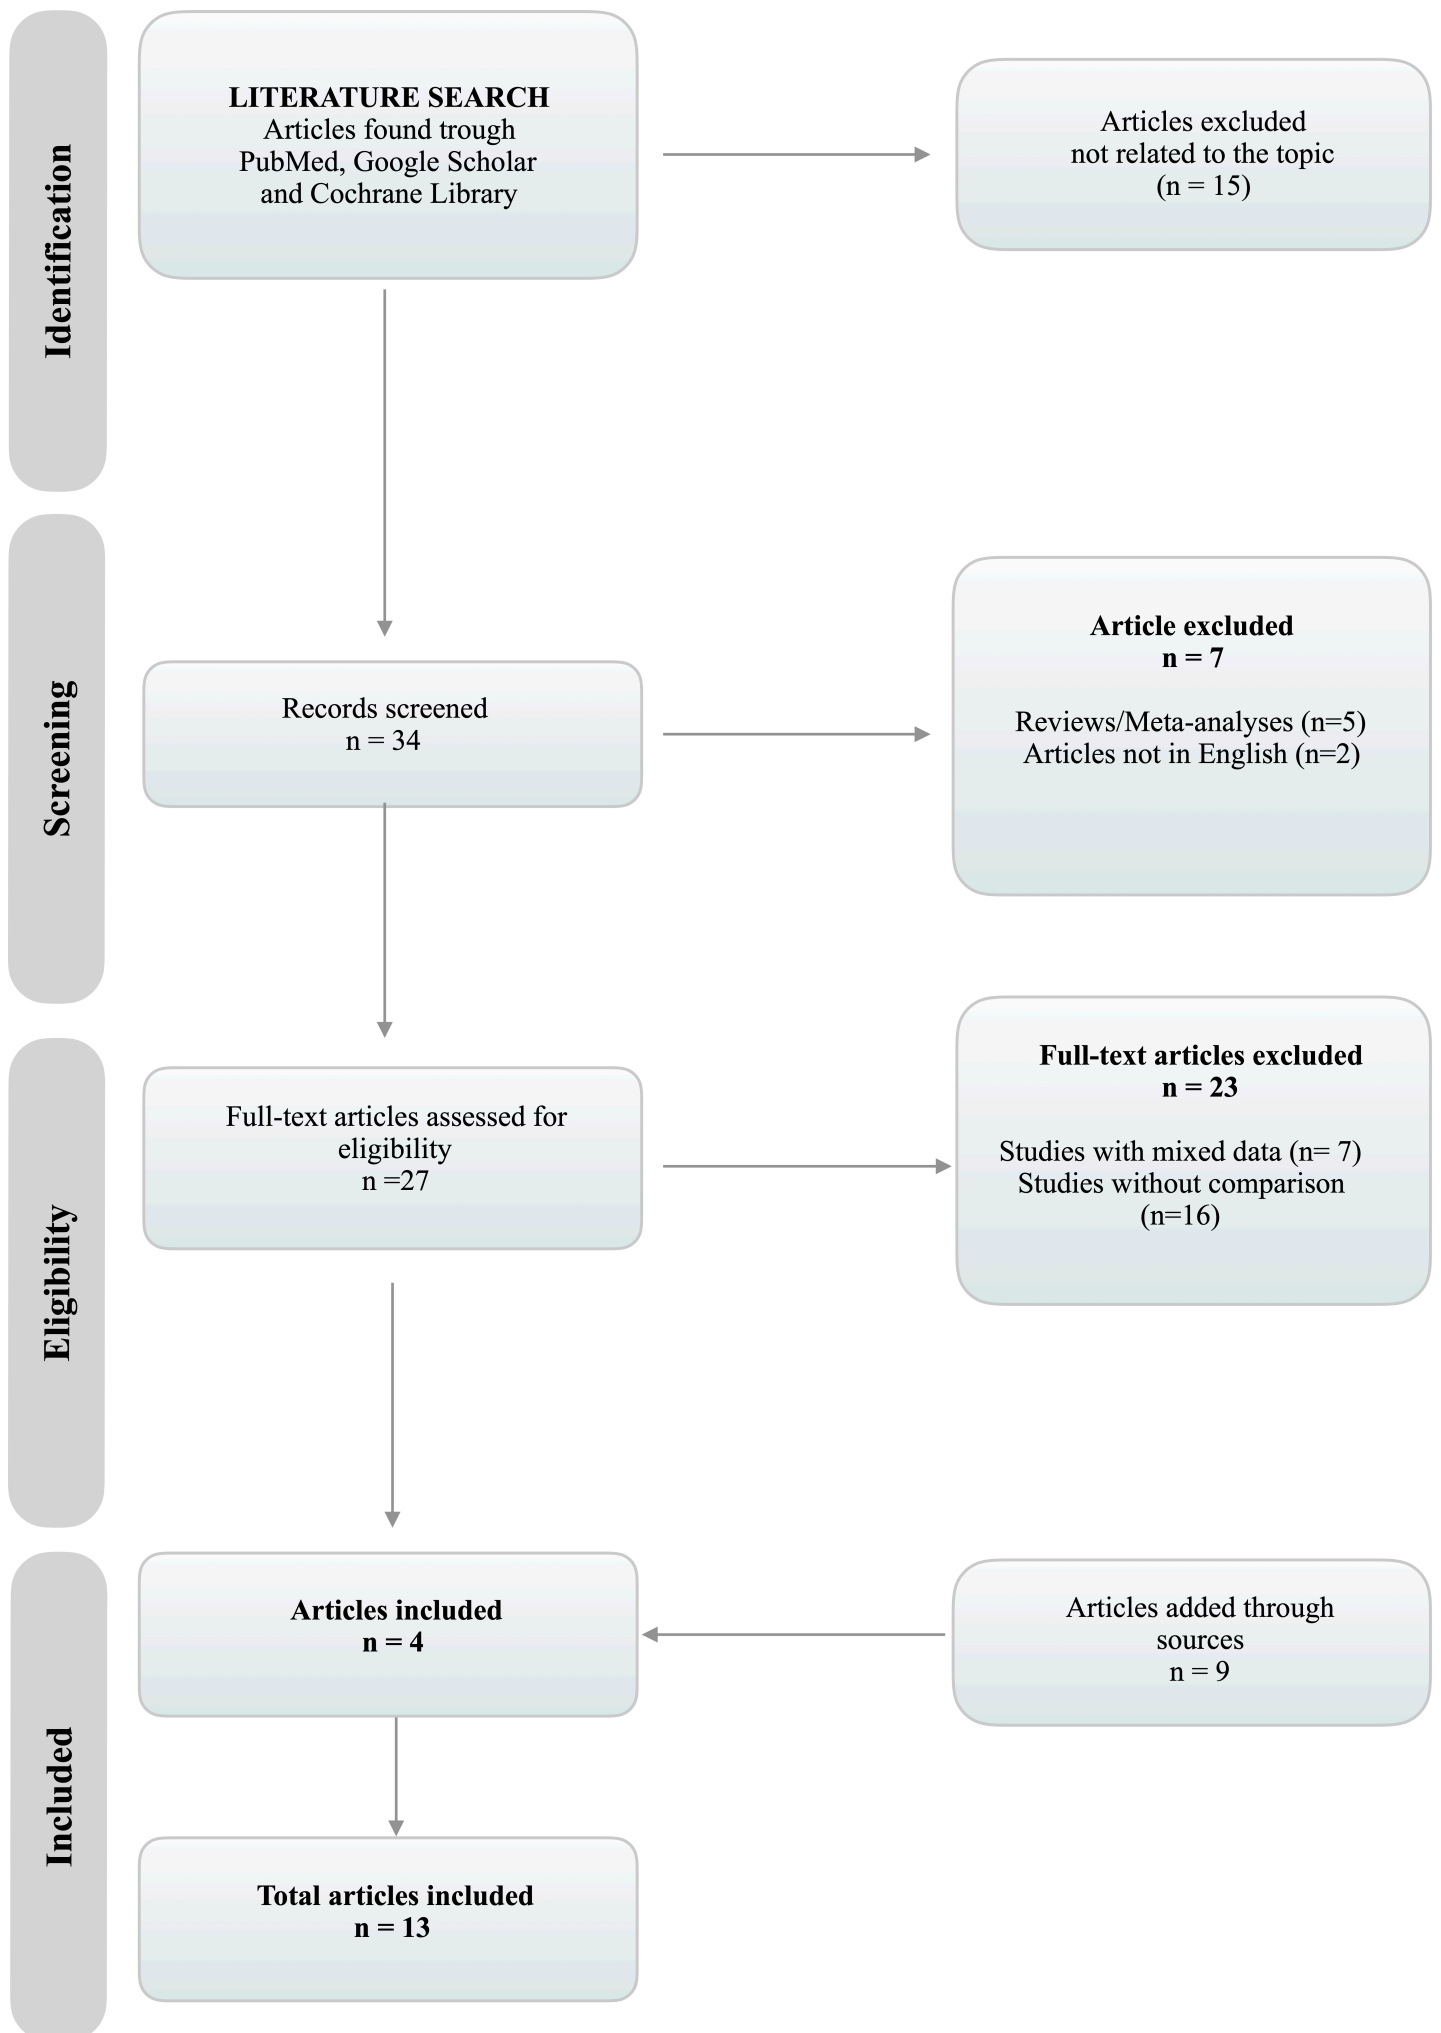 Identification
LITERATURE SEARCH
Articles found trough
PubMed, Google Scholar
and Cochrane Library
Articles excluded
not related to the topic
(n = 15)
Screening
Records screened
n = 34
Article excluded
n = 7
Reviews/Meta-analyses (n=5)
Articles not in English (n=2)
Eligibility
Full-text articles assessed for
eligibility
n =27
Full-text articles excluded
n = 23
Studies with mixed data (n= 7)
Studies without comparison
(n=16)
Included
Articles included
n = 4
Articles added through
sources
n = 9
Total articles included
n = 13